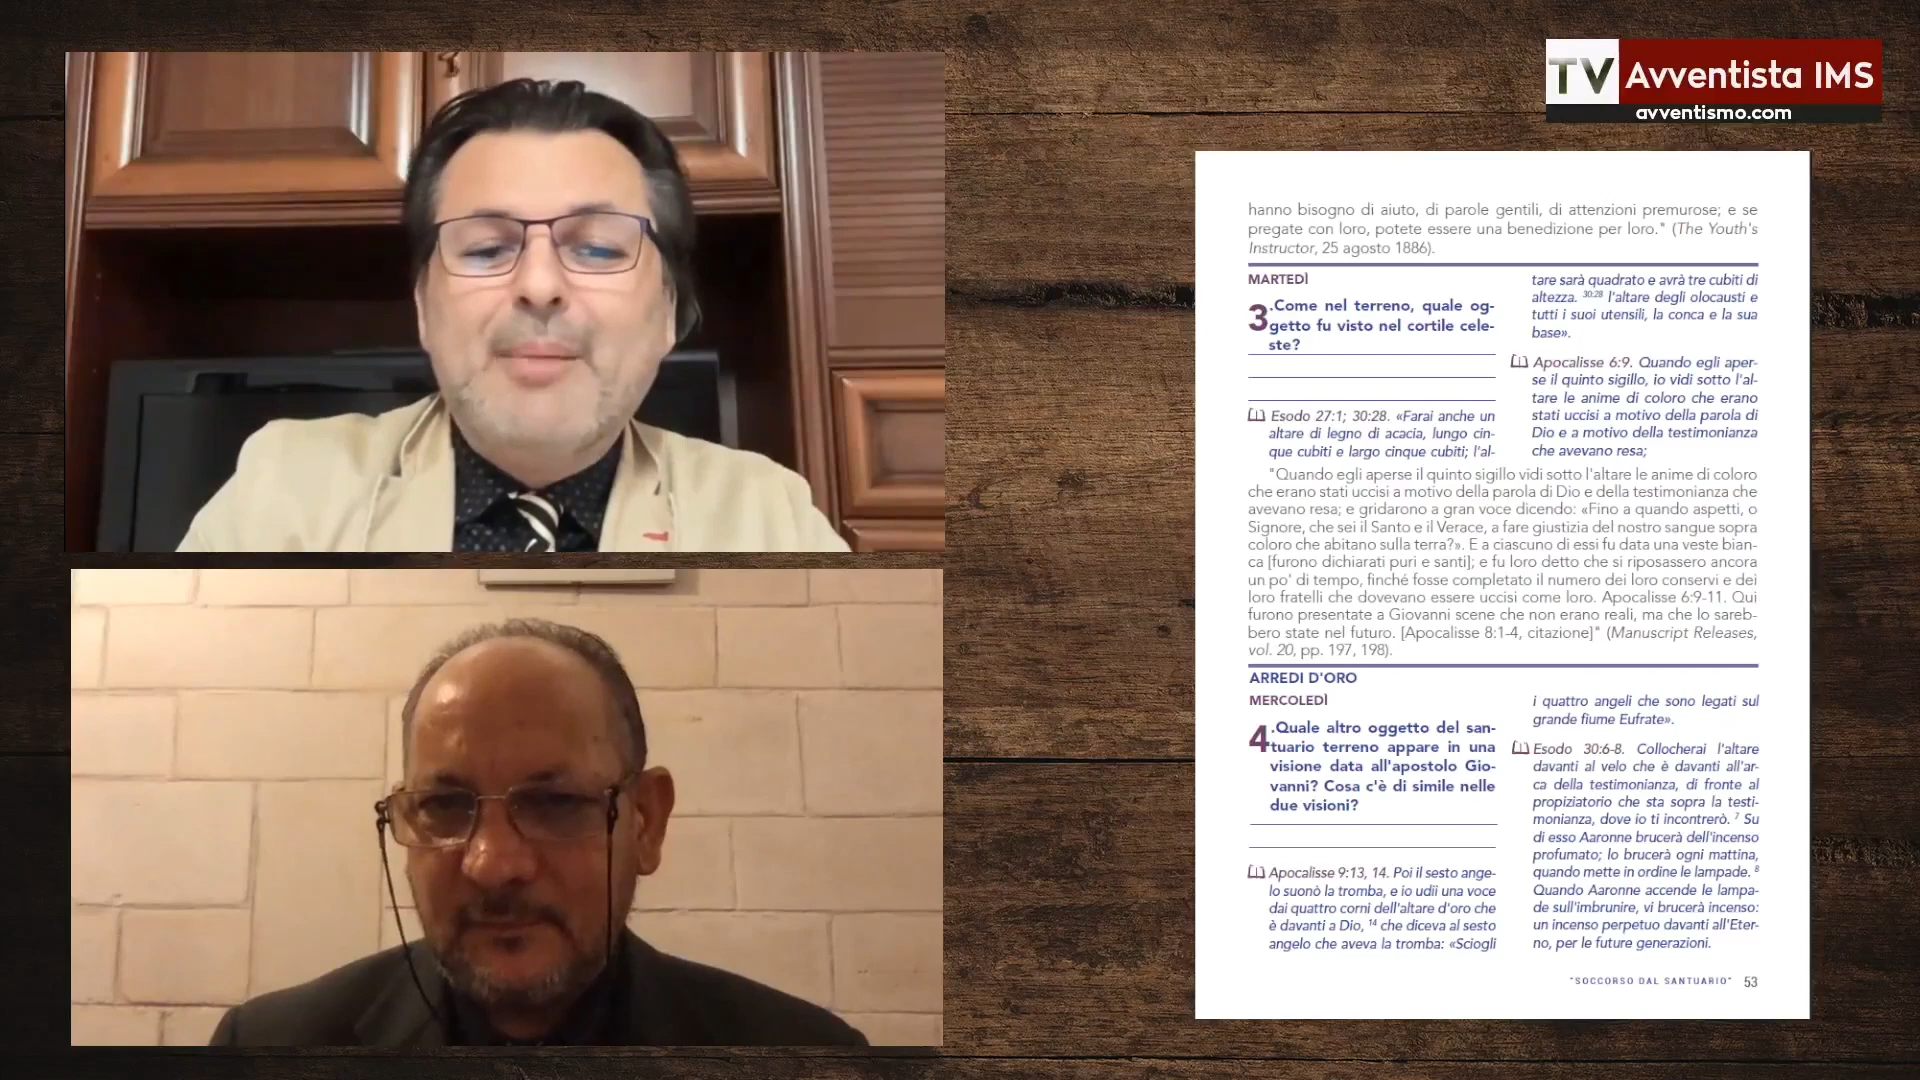 TV Avventista IMS
avventismo.com
hanno bisogno di aiuto, di parole gentili, di attenzioni premurose; e se
pregate con loro, potete essere una benedizione per loro." (The Youth's
Instructor, 25 agosto 1886).
MARTEDÌ
3.Come nel terreno, quale og-
getto fu visto nel cortile cele-
ste?
Esodo 27:1; 30:28. «Farai anche un
altare di legno di acacia, lungo cin-
que cubiti e largo cinque cubiti; l'al-
tare sarà quadrato e avrà tre cubiti di
altezza. 30:28 l'altare degli olocausti e
tutti i suoi utensili, la conca e la sua
base».
Apocalisse 6:9. Quando egli aper-
se il quinto sigillo, io vidi sotto l'al-
tare le anime di coloro che erano
stati uccisi a motivo della parola di
Dio e a motivo della testimonianza
che avevano resa;
"Quando egli aperse il quinto sigillo vidi sotto l'altare le anime di coloro
che erano stati uccisi a motivo della parola di Dio e della testimonianza che
avevano resa; e gridarono a gran voce dicendo: «Fino a quando aspetti, o
Signore, che sei il Santo e il Verace, a fare giustizia del nostro sangue sopra
coloro che abitano sulla terra?». E a ciascuno di essi fu data una veste bian-
ca [furono dichiarati puri e santi]; e fu loro detto che si riposassero ancora
un po' di tempo, finché fosse completato il numero dei loro conservi e dei
loro fratelli che dovevano essere uccisi come loro. Apocalisse 6:9-11. Qui
furono presentate a Giovanni scene che non erano reali, ma che lo sareb-
bero state nel futuro. [Apocalisse 8:1-4, citazione]" (Manuscript Releases,
vol. 20, pp. 197, 198).
ARREDI D'ORO
MERCOLEDÌ
4.Quale altro oggetto del san-
tuario terreno appare in una
visione data all'apostolo Gio-
vanni? Cosa c'è di simile nelle
due visioni?
Apocalisse 9:13, 14. Poi il sesto ange-
lo suonò la tromba, e io udii una voce
dai quattro corni dell'altare d'oro che
è davanti a Dio, 14 che diceva al sesto
angelo che aveva la tromba: «Sciogli
i quattro angeli che sono legati sul
grande fiume Eufrate».
Esodo 30:6-8. Collocherai l'altare
davanti al velo che è davanti all'ar-
ca della testimonianza, di fronte al
propiziatorio che sta sopra la testi-
monianza, dove io ti incontrerò. 7 Su
di esso Aaronne brucerà dell'incenso
profumato; lo brucerà ogni mattina,
quando mette in ordine le lampade. 8
Quando Aaronne accende le lampa-
de sull'imbrunire, vi brucerà incenso:
un incenso perpetuo davanti all'Eter-
no, per le future generazioni.
"SOCCORSO DAL SANTUARIO" 53